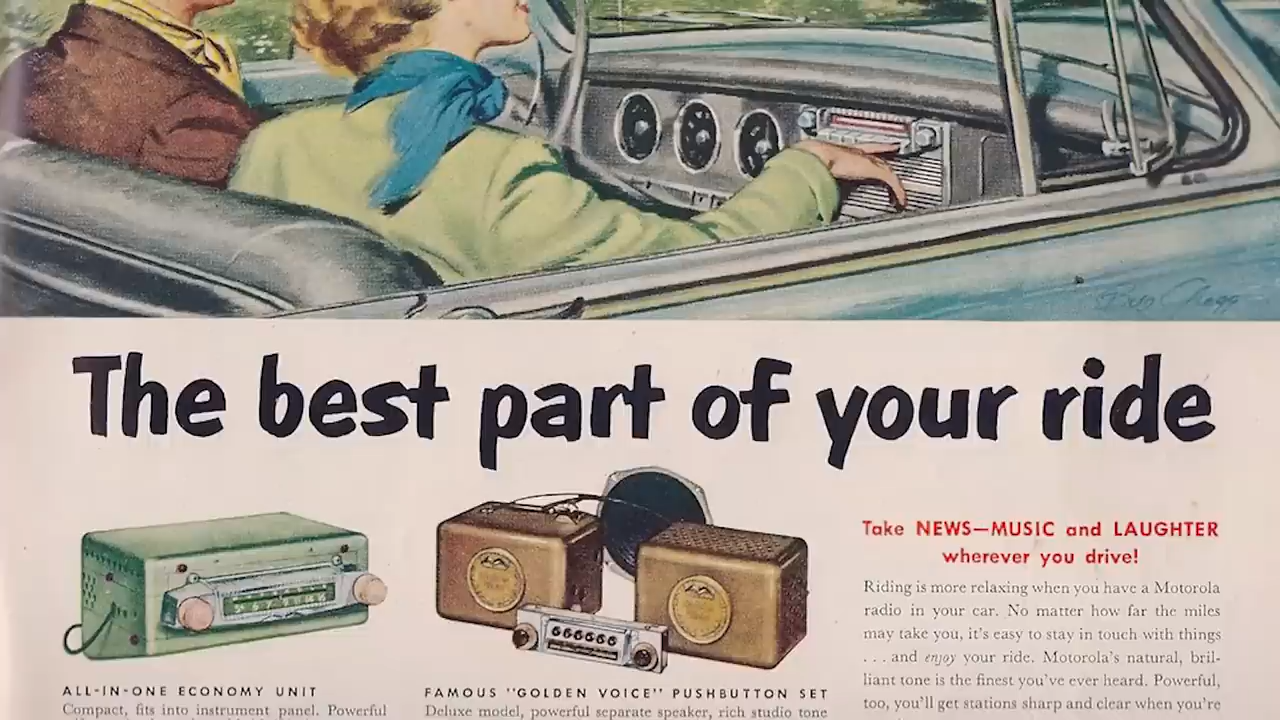 The best part of your ride
Take NEWS—MUSIC and LAUGHTER
wherever you drive!
Riding is more relaxing when you have a Motorola
radio in your car. No matter how far the miles
may take you, it's easy to stay in touch with things
. . . and enjoy your ride. Motorola's natural, bril-
liant tone is the finest you've ever heard. Powerful,
too, you'll get stations sharp and clear when you're
ALL-IN-ONE ECONOMY UNIT
Compact, fits into instrument panel. Powerful
FAMOUS "GOLDEN VOICE" PUSHBUTTON SET
Deluxe model, powerful separate speaker, rich studio tone